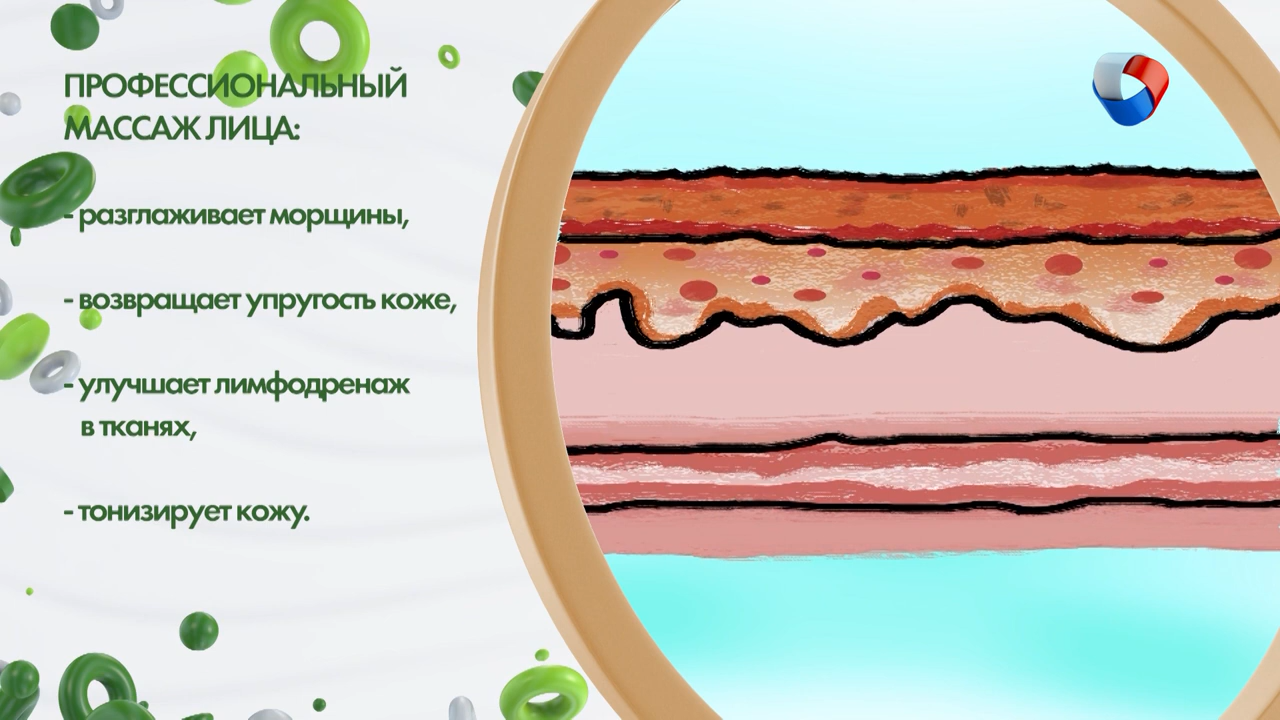 ПРОФЕССИОНАЛЬНЫЙ
МАССАЖ ЛИЦА:
- разглаживает морщины,
- возвращает упругость коже,
- улучшает лимфодренаж
в тканях,
- тонизирует кожу.